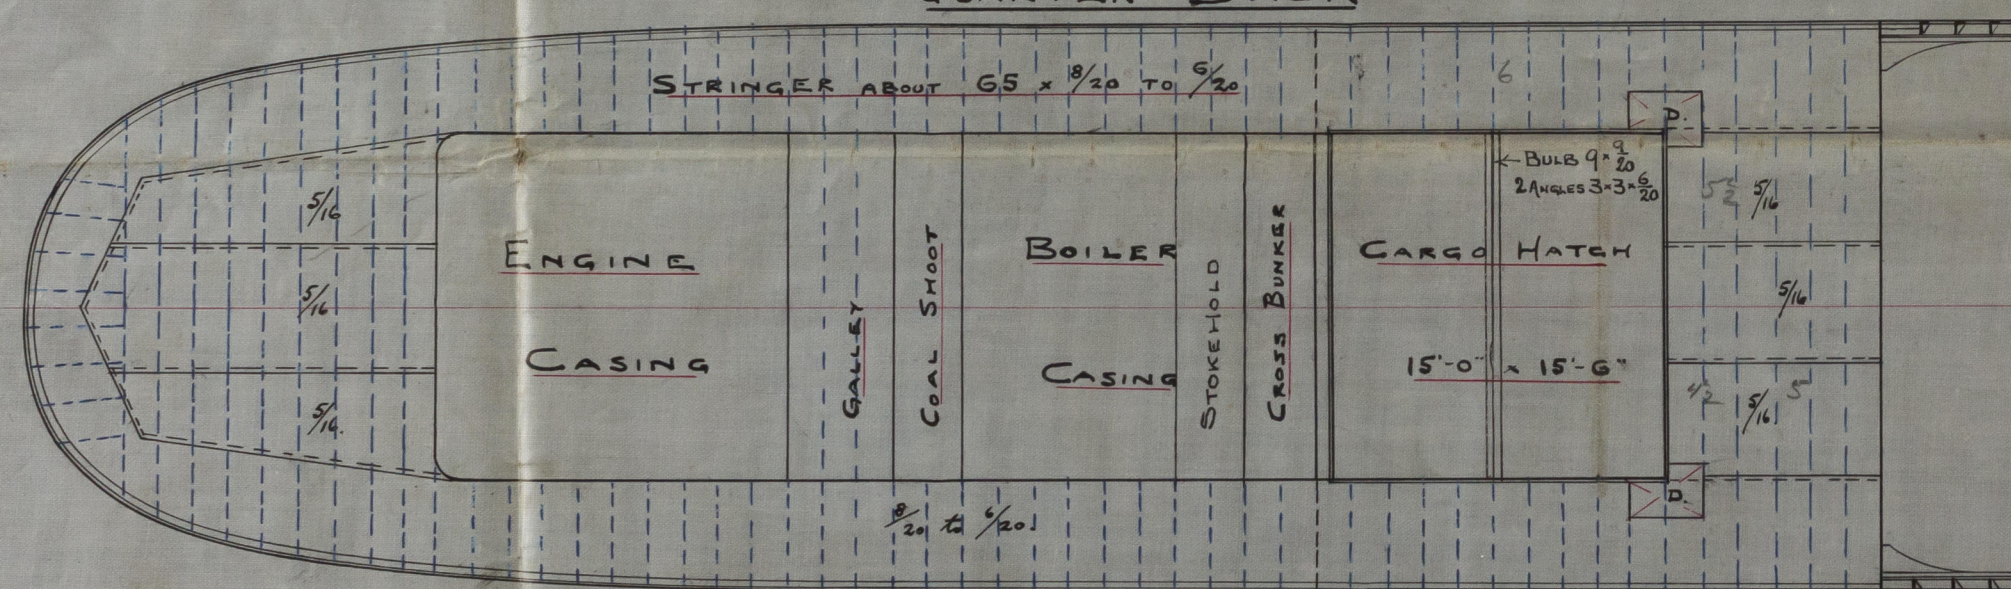 STRINGER ABOUT 65 x 8/20 TO 6/20
6
D.
BULB 9 x 9/20
2 ANGLES 3 x 3 x 6/20
5/16
5/16
ENGINE
CASING
GALLEY
COAL SHOOT
BOILER
CASING
STOKEHOLD
CROSS BUNKER
CARGO HATCH
15'-0" x 15'-6"
5/16
5/16
5/16
5
5/16
8/20 to 6/20.
D.